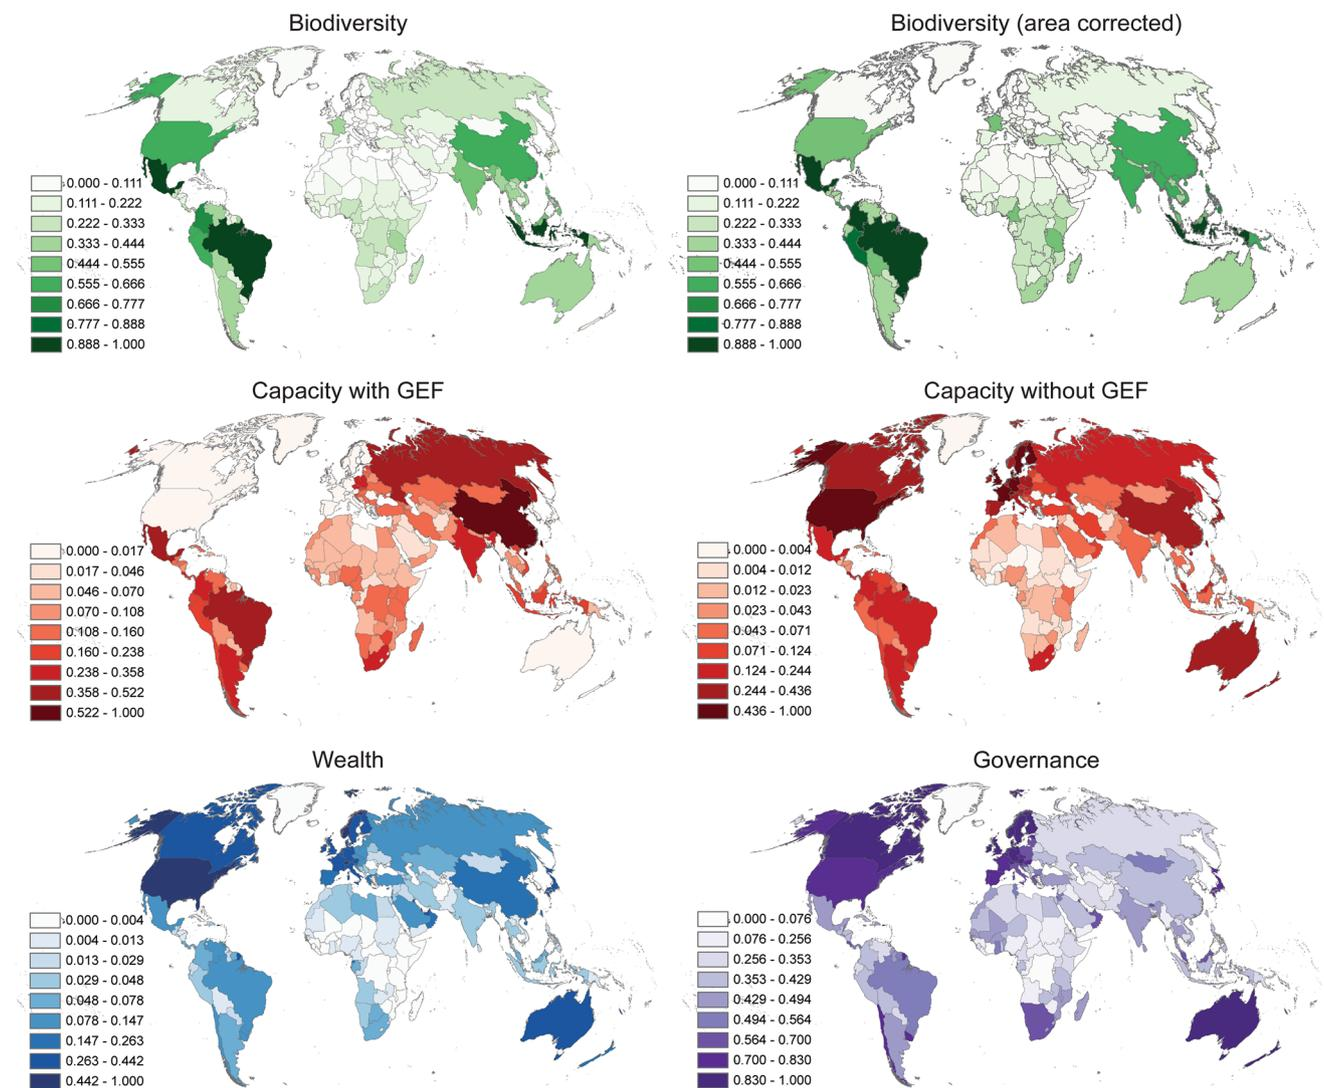 Biodiversity
Biodiversity (area corrected)
0.000 - 0.111
0.111 - 0.222
0.222 - 0.333
0.333 - 0.444
0.444 - 0.555
0.555 - 0.666
0.666 - 0.777
0.777 - 0.888
0.888 - 1.000
0.000 - 0.111
0.111 - 0.222
0.222 - 0.333
0.333 - 0.444
0.444 - 0.555
0.555 - 0.666
0.666 - 0.777
0.777 - 0.888
0.888 - 1.000
Capacity with GEF
Capacity without GEF
0.000 - 0.017
0.017 - 0.046
0.046 - 0.070
0.070 - 0.108
0.108 - 0.160
0.160 - 0.238
0.238 - 0.358
0.358 - 0.522
0.522 - 1.000
0.000 - 0.004
0.004 - 0.012
0.012 - 0.023
0.023 - 0.043
0.043 - 0.071
0.071 - 0.124
0.124 - 0.244
0.244 - 0.436
0.436 - 1.000
Wealth
Governance
0.000 - 0.004
0.004 - 0.013
0.013 - 0.029
0.029 - 0.048
0.048 - 0.078
0.078 - 0.147
0.147 - 0.263
0.263 - 0.442
0.442 - 1.000
0.000 - 0.076
0.076 - 0.256
0.256 - 0.353
0.353 - 0.429
0.429 - 0.494
0.494 - 0.564
0.564 - 0.700
0.700 - 0.830
0.830 - 1.000